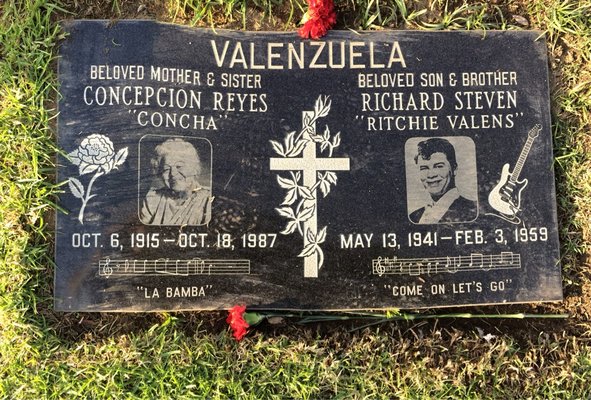 VALENZUELA
BELOVED MOTHER & SISTER
CONCEPCION REYES
"CONCHA"
OCT. 6, 1915 — OCT. 18, 1987
"LA BAMBA"
BELOVED SON & BROTHER
RICHARD STEVEN
"RITCHIE VALENS"
MAY 13, 1941 — FEB. 3, 1959
"COME ON LET'S GO"